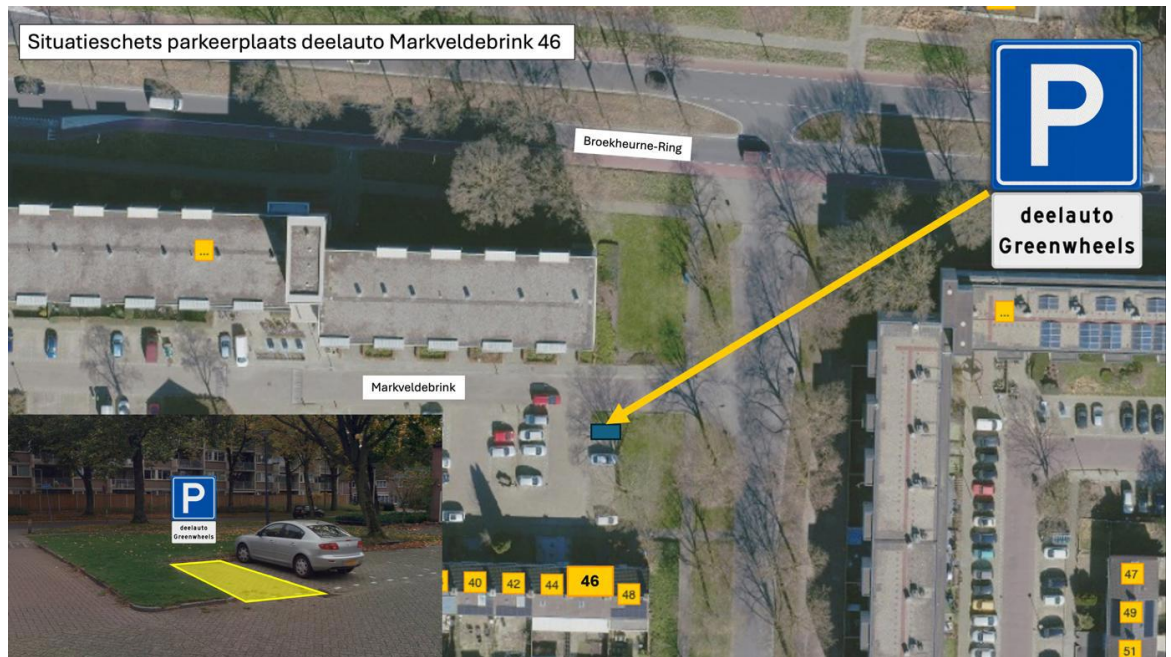 Situatieschets parkeerplaats deelauto Markveldebrink 46
P
deelauto
Greenwheels
Broekheurne-Ring
...
...
Markveldebrink
P
deelauto
Greenwheels
40
42
44
46
48
47
49
51